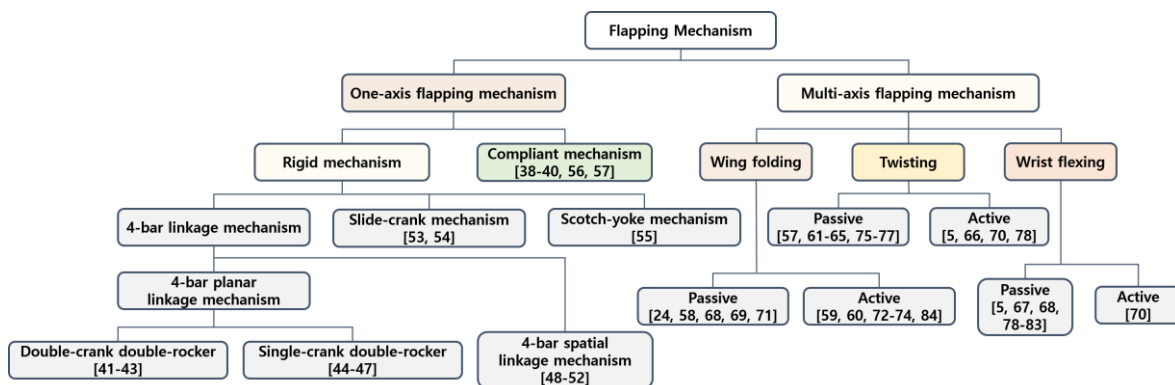 Flapping Mechanism
One-axis flapping mechanism
Multi-axis flapping mechanism
Rigid mechanism
Compliant mechanism
[38-40, 56, 57]
Wing folding
Twisting
Wrist flexing
4-bar linkage mechanism
Slide-crank mechanism
[53, 54]
Scotch-yoke mechanism
[55]
Passive
[57, 61-65, 75-77]
Active
[5, 66, 70, 78]
4-bar planar
linkage mechanism
Passive
[24, 58, 68, 69, 71]
Active
[59, 60, 72-74, 84]
Passive
[5, 67, 68,
78-83]
Active
[70]
Double-crank double-rocker
[41-43]
Single-crank double-rocker
[44-47]
4-bar spatial
linkage mechanism
[48-52]